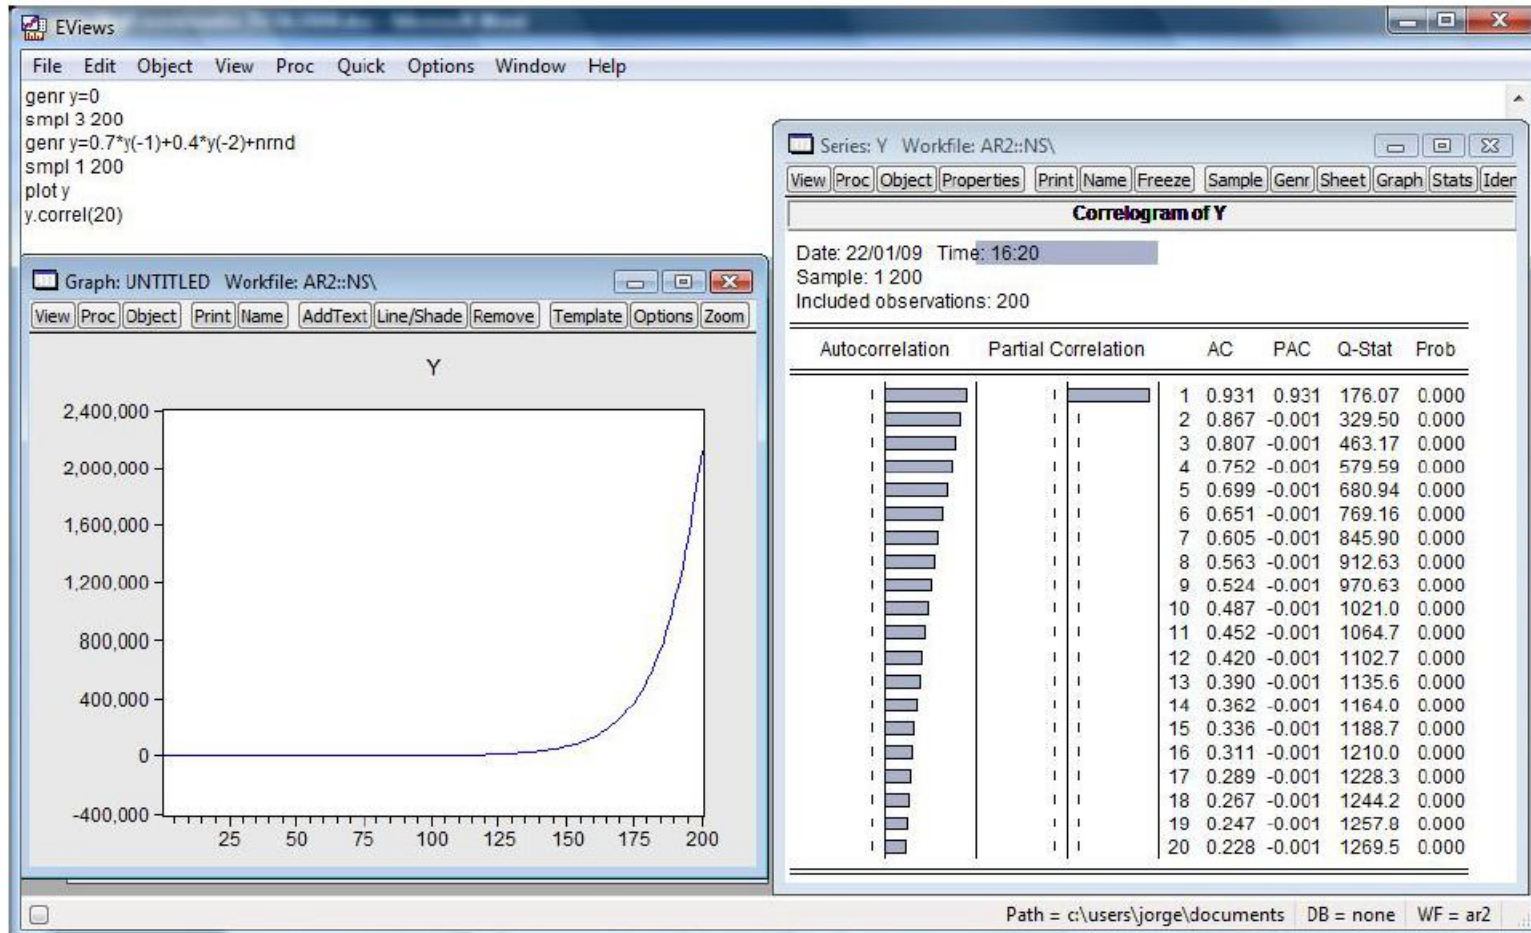 EViews
File Edit Object View Proc Quick Options Window Help
genr y=0
smpl 3 200
genr y=0.7*y(-1)+0.4*y(-2)+nrnd
smpl 1 200
plot y
y.correl(20)
Graph: UNTITLED Workfile: AR2::NS\
View Proc Object Print Name AddText Line/Shade Remove Template Options Zoom
Y
2,400,000
2,000,000
1,600,000
1,200,000
800,000
400,000
0
-400,000
25 50 75 100 125 150 175 200
Series: Y Workfile: AR2::NS\
View Proc Object Properties Print Name Freeze Sample Genr Sheet Graph Stats Iden
Correlogram of Y
Date: 22/01/09 Time: 16:20
Sample: 1 200
Included observations: 200
Autocorrelation Partial Correlation AC PAC Q-Stat Prob
1 0.931 0.931 176.07 0.000
2 0.867 -0.001 329.50 0.000
3 0.807 -0.001 463.17 0.000
4 0.752 -0.001 579.59 0.000
5 0.699 -0.001 680.94 0.000
6 0.651 -0.001 769.16 0.000
7 0.605 -0.001 845.90 0.000
8 0.563 -0.001 912.63 0.000
9 0.524 -0.001 970.63 0.000
10 0.487 -0.001 1021.0 0.000
11 0.452 -0.001 1064.7 0.000
12 0.420 -0.001 1102.7 0.000
13 0.390 -0.001 1135.6 0.000
14 0.362 -0.001 1164.0 0.000
15 0.336 -0.001 1188.7 0.000
16 0.311 -0.001 1210.0 0.000
17 0.289 -0.001 1228.3 0.000
18 0.267 -0.001 1244.2 0.000
19 0.247 -0.001 1257.8 0.000
20 0.228 -0.001 1269.5 0.000
Path = c:\users\jorge\documents DB = none WF = ar2